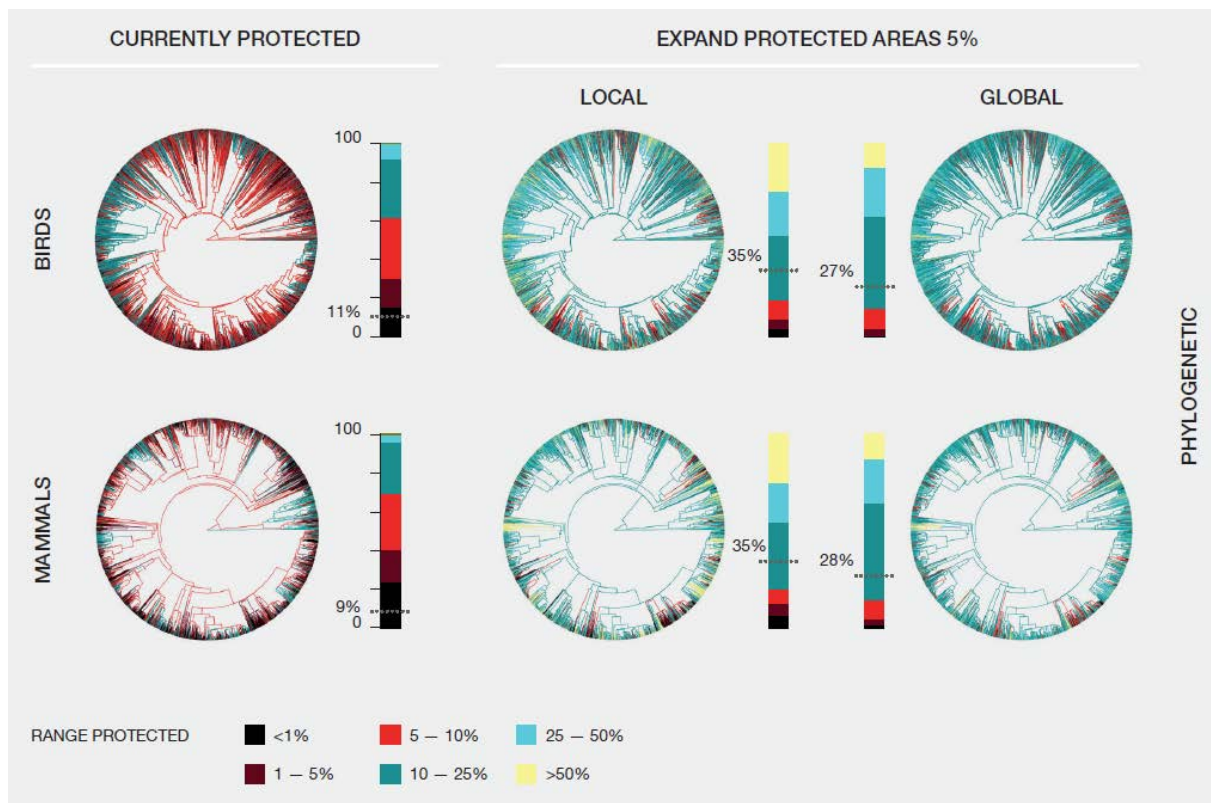 CURRENTLY PROTECTED
EXPAND PROTECTED AREAS 5%
LOCAL
GLOBAL
BIRDS
100
11%
0
35%
27%
MAMMALS
100
9%
0
35%
28%
PHYLOGENETIC
RANGE PROTECTED
<1%
5 — 10%
25 — 50%
1 — 5%
10 — 25%
>50%